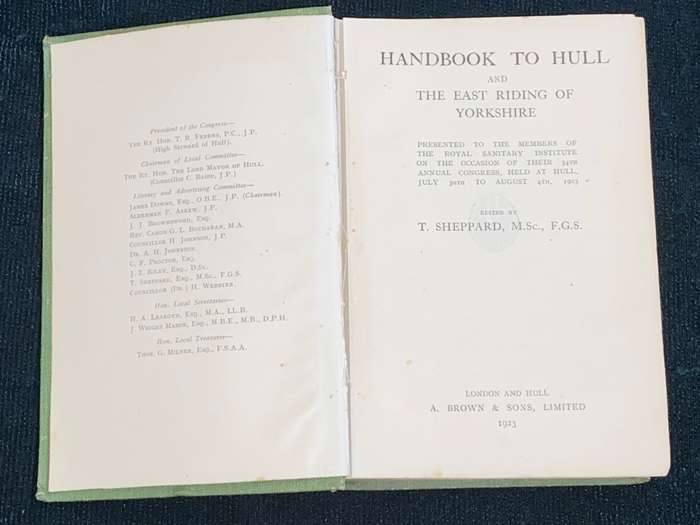 President of the Congress—
The Rt. Hon. T. R. Ferens, P.C., J.P.
(High Steward of Hull).
Chairman of Local Committee—
The Rt. Hon. The Lord Mayor of Hull.
(Councillor C. Raine, J.P.)
Literary and Advertising Committee—
James Downs, Esq., O.B.E., J.P. (Chairman).
Alderman P. Askew, J.P.
J. J. Brownsword, Esq.
Rev. Canon G. L. Buchanan, M.A.
Councillor H. Johnson, J.P.
Dr. A. H. Johnson.
C. F. Procter, Esq.
J. T. Riley, Esq., D.Sc.
T. Sheppard, Esq., M.Sc., F.G.S.
Councillor (Dr.) H. Webster.
Hon. Local Secretaries—
H. A. Learoyd, Esq., M.A., LL.B.
J. Wright Mason, Esq., M.B.E., M.B., D.P.H.
Hon. Local Treasurer—
Thos. G. Milner, Esq., F.S.A.A.
HANDBOOK TO HULL
AND
THE EAST RIDING OF
YORKSHIRE
PRESENTED TO THE MEMBERS OF
THE ROYAL SANITARY INSTITUTE
ON THE OCCASION OF THEIR 34TH
ANNUAL CONGRESS, HELD AT HULL,
JULY 30TH TO AUGUST 4TH, 1923
EDITED BY
T. SHEPPARD, M.Sc., F.G.S.
LONDON AND HULL
A. BROWN & SONS, LIMITED
1923